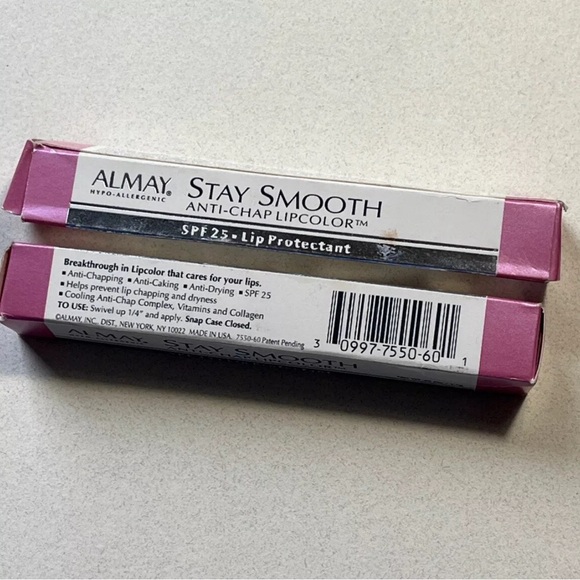 ALMAY® STAY SMOOTH
HYPO-ALLERGENIC
ANTI-CHAP LIPCOLOR™
SPF 25 ▪ Lip Protectant
Breakthrough in Lipcolor that cares for your lips.
▪ Anti-Chapping ▪ Anti-Caking ▪ Anti-Drying ▪ SPF 25
▪ Helps prevent lip chapping and dryness
▪ Cooling Anti-Chap Complex, Vitamins and Collagen
TO USE: Swivel up 1/4" and apply. Snap Case Closed.
©ALMAY, INC. DIST, NEW YORK, NY 10022 MADE IN USA. 7550-60 Patent Pending
3 0997-7550-60 1
ALMAY STAY SMOOTH